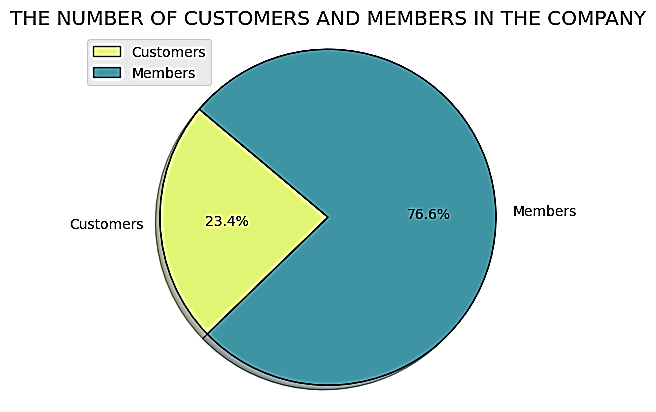 THE NUMBER OF CUSTOMERS AND MEMBERS IN THE COMPANY
Customers
Members
Customers
23.4%
76.6%
Members